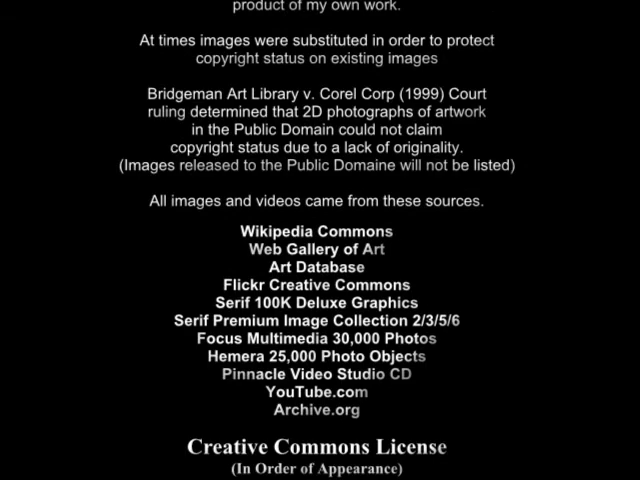 product of my own work.
At times images were substituted in order to protect
copyright status on existing images
Bridgeman Art Library v. Corel Corp (1999) Court
ruling determined that 2D photographs of artwork
in the Public Domain could not claim
copyright status due to a lack of originality.
(Images released to the Public Domaine will not be listed)
All images and videos came from these sources.
Wikipedia Commons
Web Gallery of Art
Art Database
Flickr Creative Commons
Serif 100K Deluxe Graphics
Serif Premium Image Collection 2/3/5/6
Focus Multimedia 30,000 Photos
Hemera 25,000 Photo Objects
Pinnacle Video Studio CD
YouTube.com
Archive.org
Creative Commons License
(In Order of Appearance)